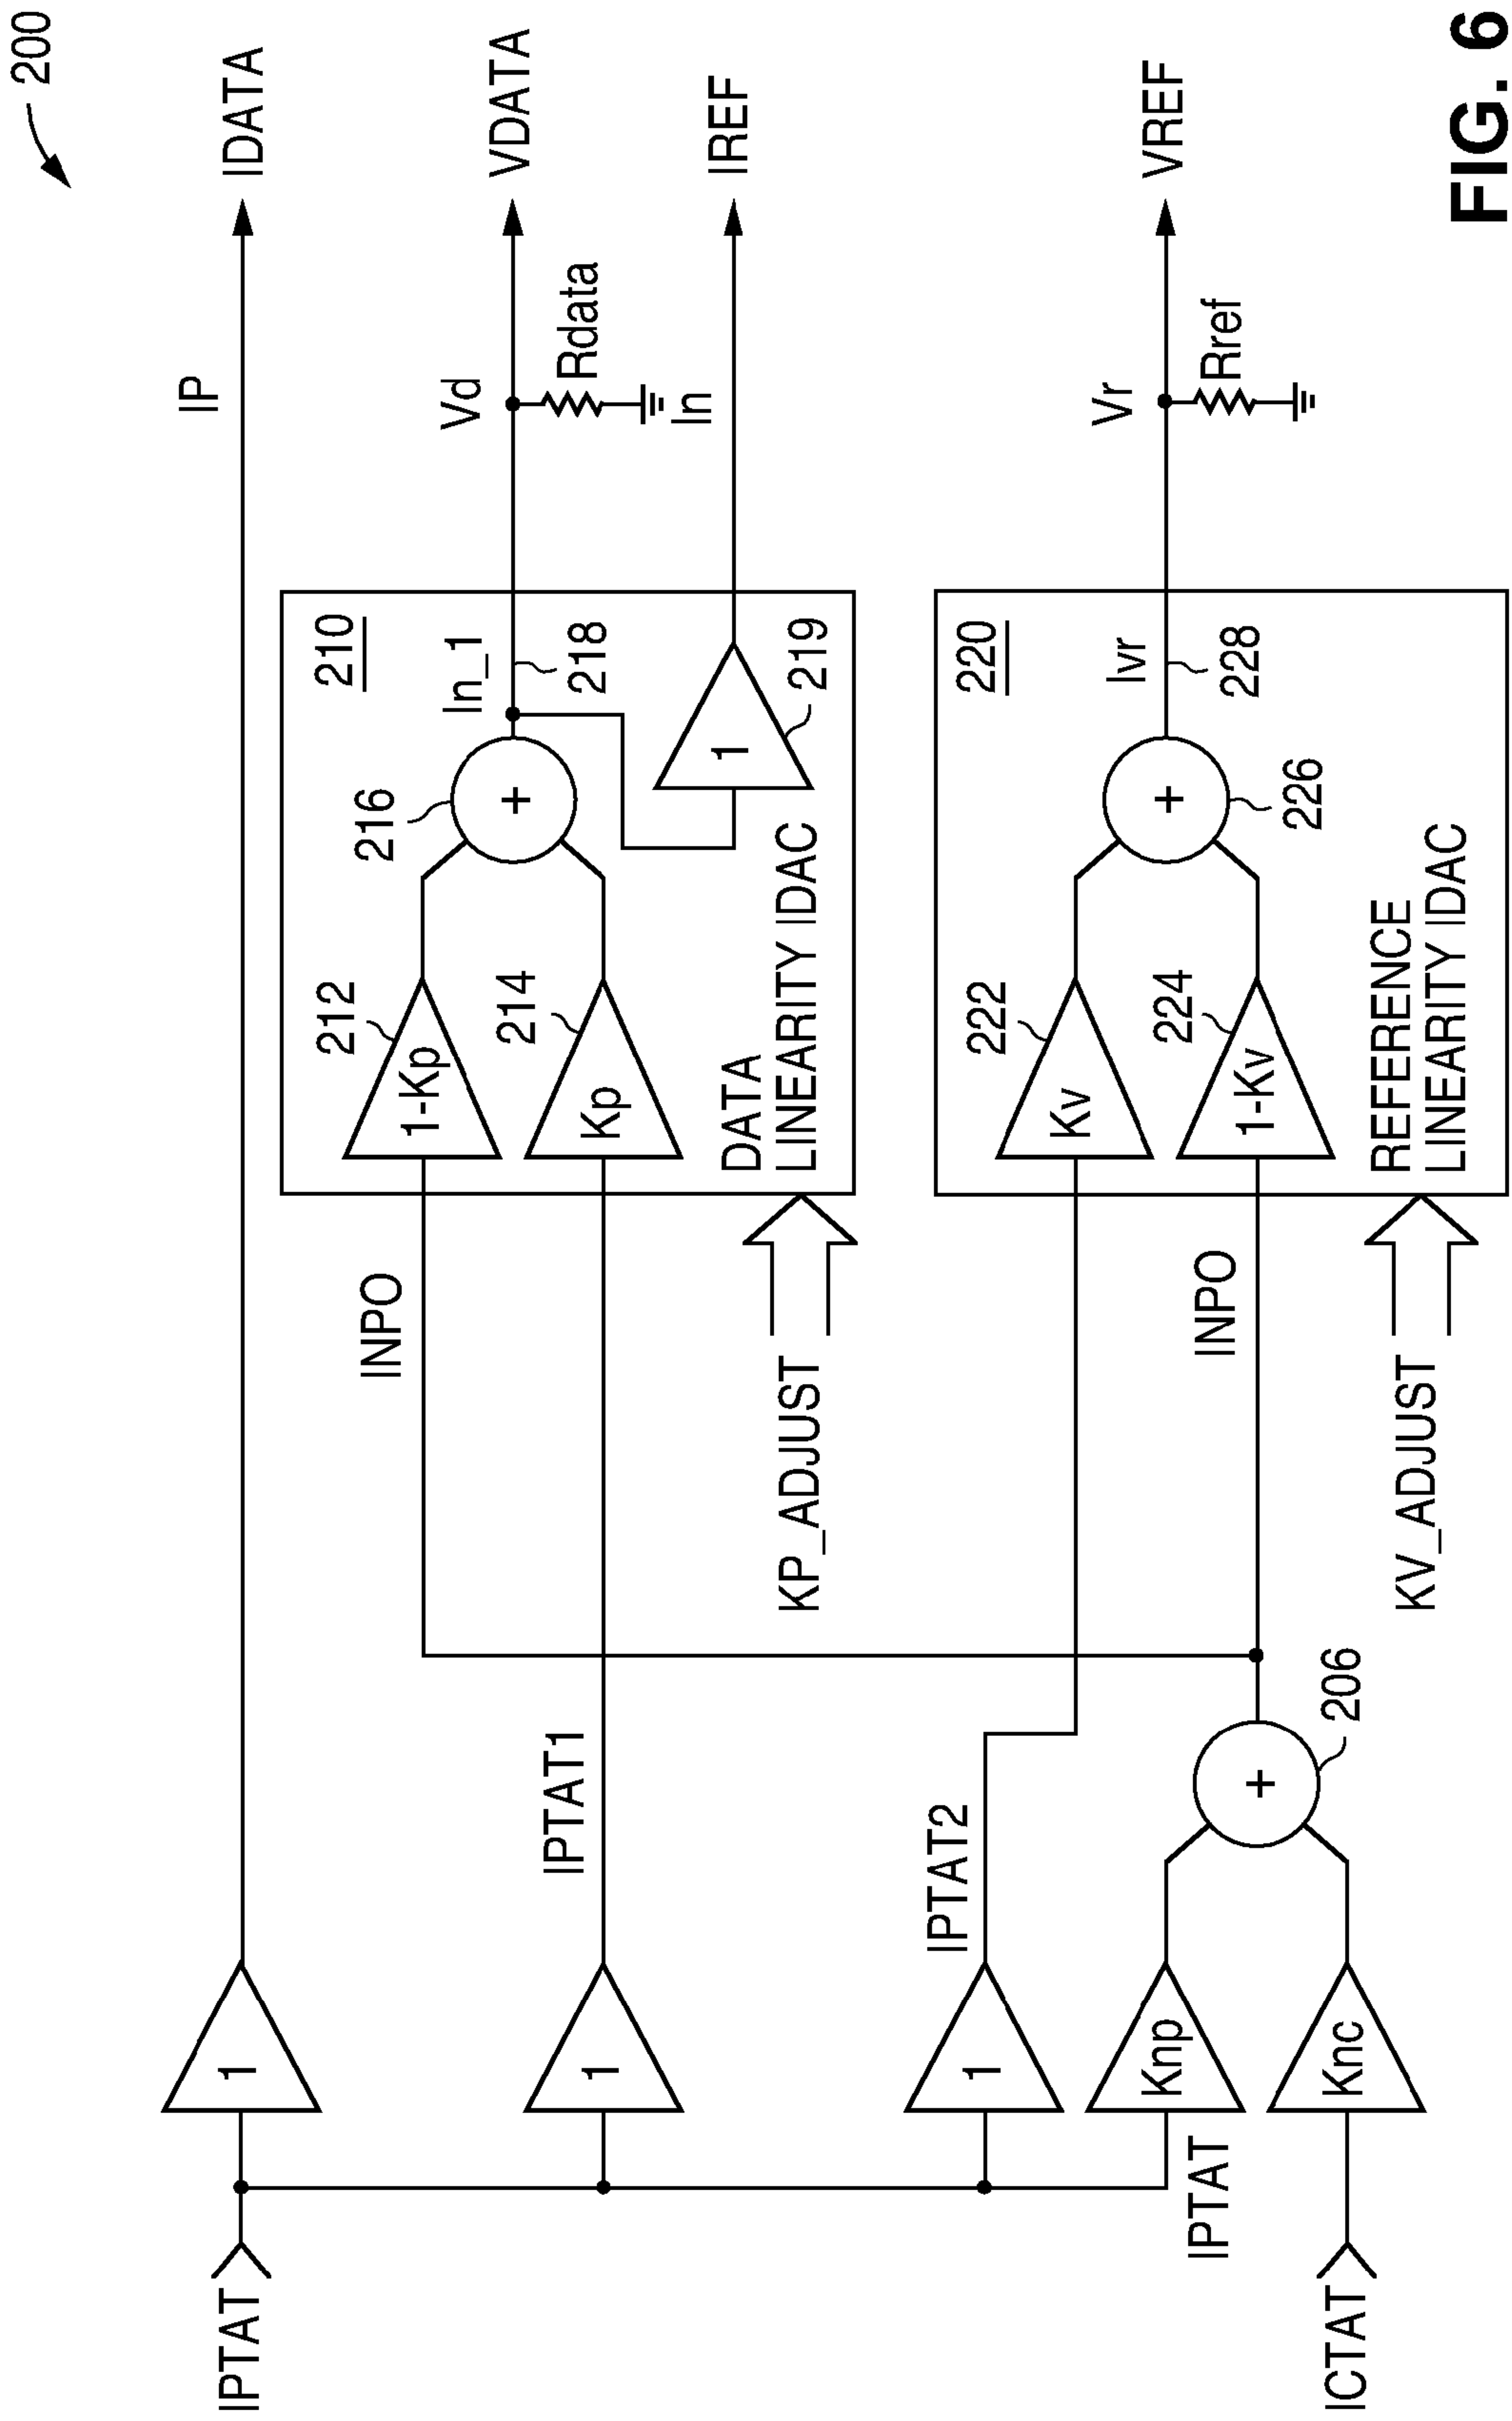 200
IPTAT
1
IP
IDATA
INPO
212
1-Kp
216
+
210
In_1
218
Vd
VDATA
Rdata
IPTAT1
1
214
Kp
1
219
In
IREF
DATA
LINEARITY IDAC
KP_ADJUST
IPTAT2
1
222
Kv
220
Ivr
228
Vr
VREF
Rref
IPTAT
Knp
+
206
INPO
224
1-Kv
+
226
REFERENCE
LINEARITY IDAC
KV_ADJUST
ICTAT
Knc
FIG. 6